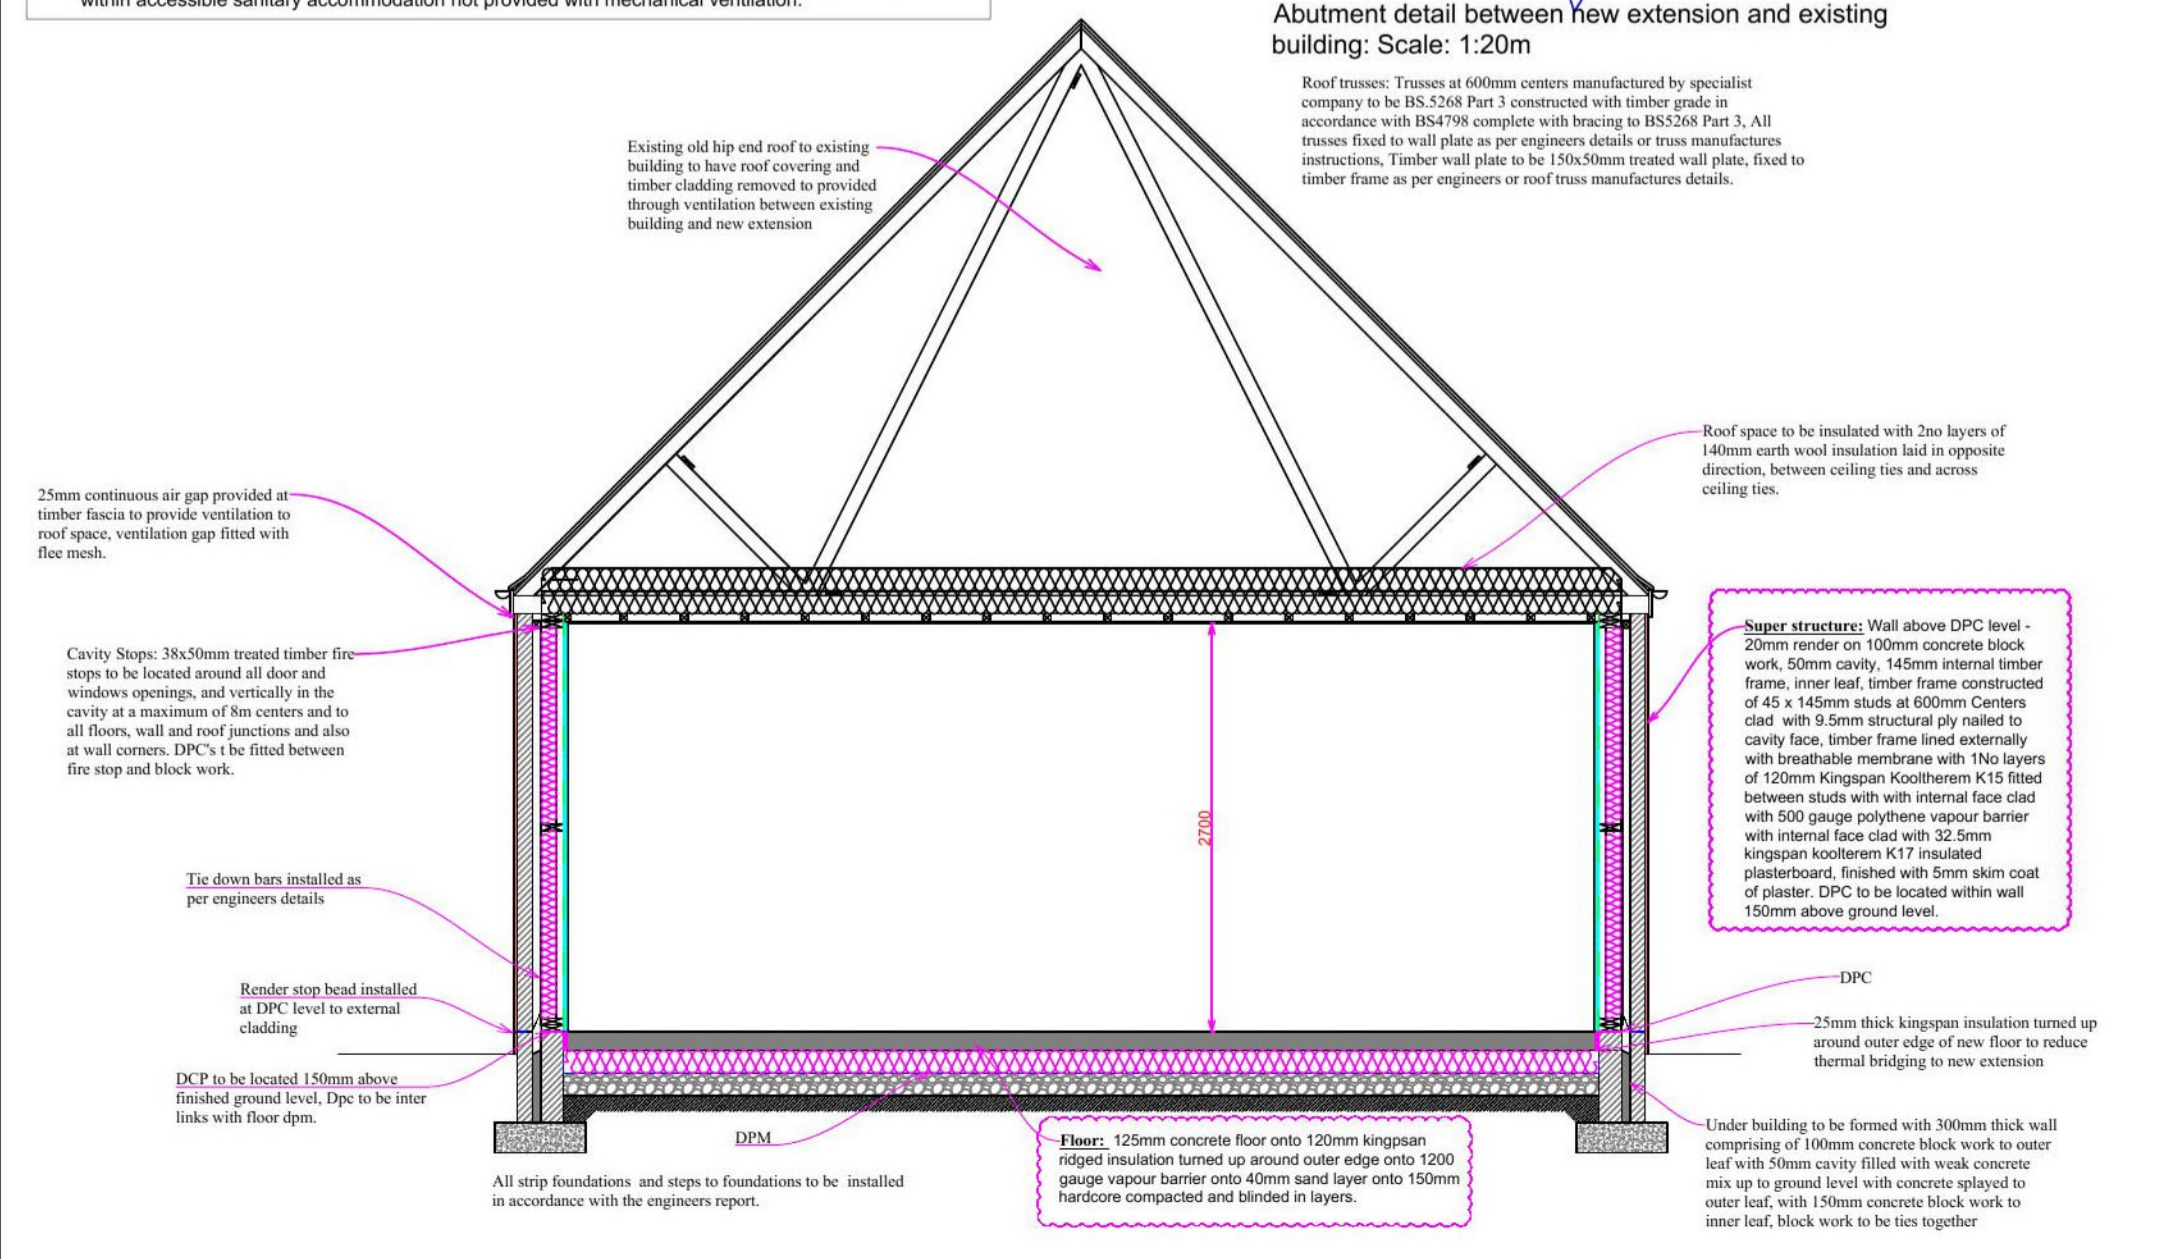 within accessible sanitary accommodation not provided with mechanical ventilation.
Abutment detail between new extension and existing
building: Scale: 1:20m
Roof trusses: Trusses at 600mm centers manufactured by specialist
company to be BS.5268 Part 3 constructed with timber grade in
accordance with BS4798 complete with bracing to BS5268 Part 3, All
trusses fixed to wall plate as per engineers details or truss manufactures
instructions, Timber wall plate to be 150x50mm treated wall plate, fixed to
timber frame as per engineers or roof truss manufactures details.
Existing old hip end roof to existing
building to have roof covering and
timber cladding removed to provided
through ventilation between existing
building and new extension
Roof space to be insulated with 2no layers of
140mm earth wool insulation laid in opposite
direction, between ceiling ties and across
ceiling ties.
25mm continuous air gap provided at
timber fascia to provide ventilation to
roof space, ventilation gap fitted with
flee mesh.
Cavity Stops: 38x50mm treated timber fire
stops to be located around all door and
windows openings, and vertically in the
cavity at a maximum of 8m centers and to
all floors, wall and roof junctions and also
at wall corners. DPC's t be fitted between
fire stop and block work.
Super structure: Wall above DPC level -
20mm render on 100mm concrete block
work, 50mm cavity, 145mm internal timber
frame, inner leaf, timber frame constructed
of 45 x 145mm studs at 600mm Centers
clad with 9.5mm structural ply nailed to
cavity face, timber frame lined externally
with breathable membrane with 1No layers
of 120mm Kingspan Kooltherem K15 fitted
between studs with with internal face clad
with 500 gauge polythene vapour barrier
with internal face clad with 32.5mm
kingspan koolterem K17 insulated
plasterboard, finished with 5mm skim coat
of plaster. DPC to be located within wall
150mm above ground level.
2700
Tie down bars installed as
per engineers details
Render stop bead installed
at DPC level to external
cladding
DCP to be located 150mm above
finished ground level, Dpc to be inter
links with floor dpm.
DPC
25mm thick kingspan insulation turned up
around outer edge of new floor to reduce
thermal bridging to new extension
DPM
Floor: 125mm concrete floor onto 120mm kingpsan
ridged insulation turned up around outer edge onto 1200
gauge vapour barrier onto 40mm sand layer onto 150mm
hardcore compacted and blinded in layers.
All strip foundations and steps to foundations to be installed
in accordance with the engineers report.
Under building to be formed with 300mm thick wall
comprising of 100mm concrete block work to outer
leaf with 50mm cavity filled with weak concrete
mix up to ground level with concrete splayed to
outer leaf, with 150mm concrete block work to
inner leaf, block work to be ties together